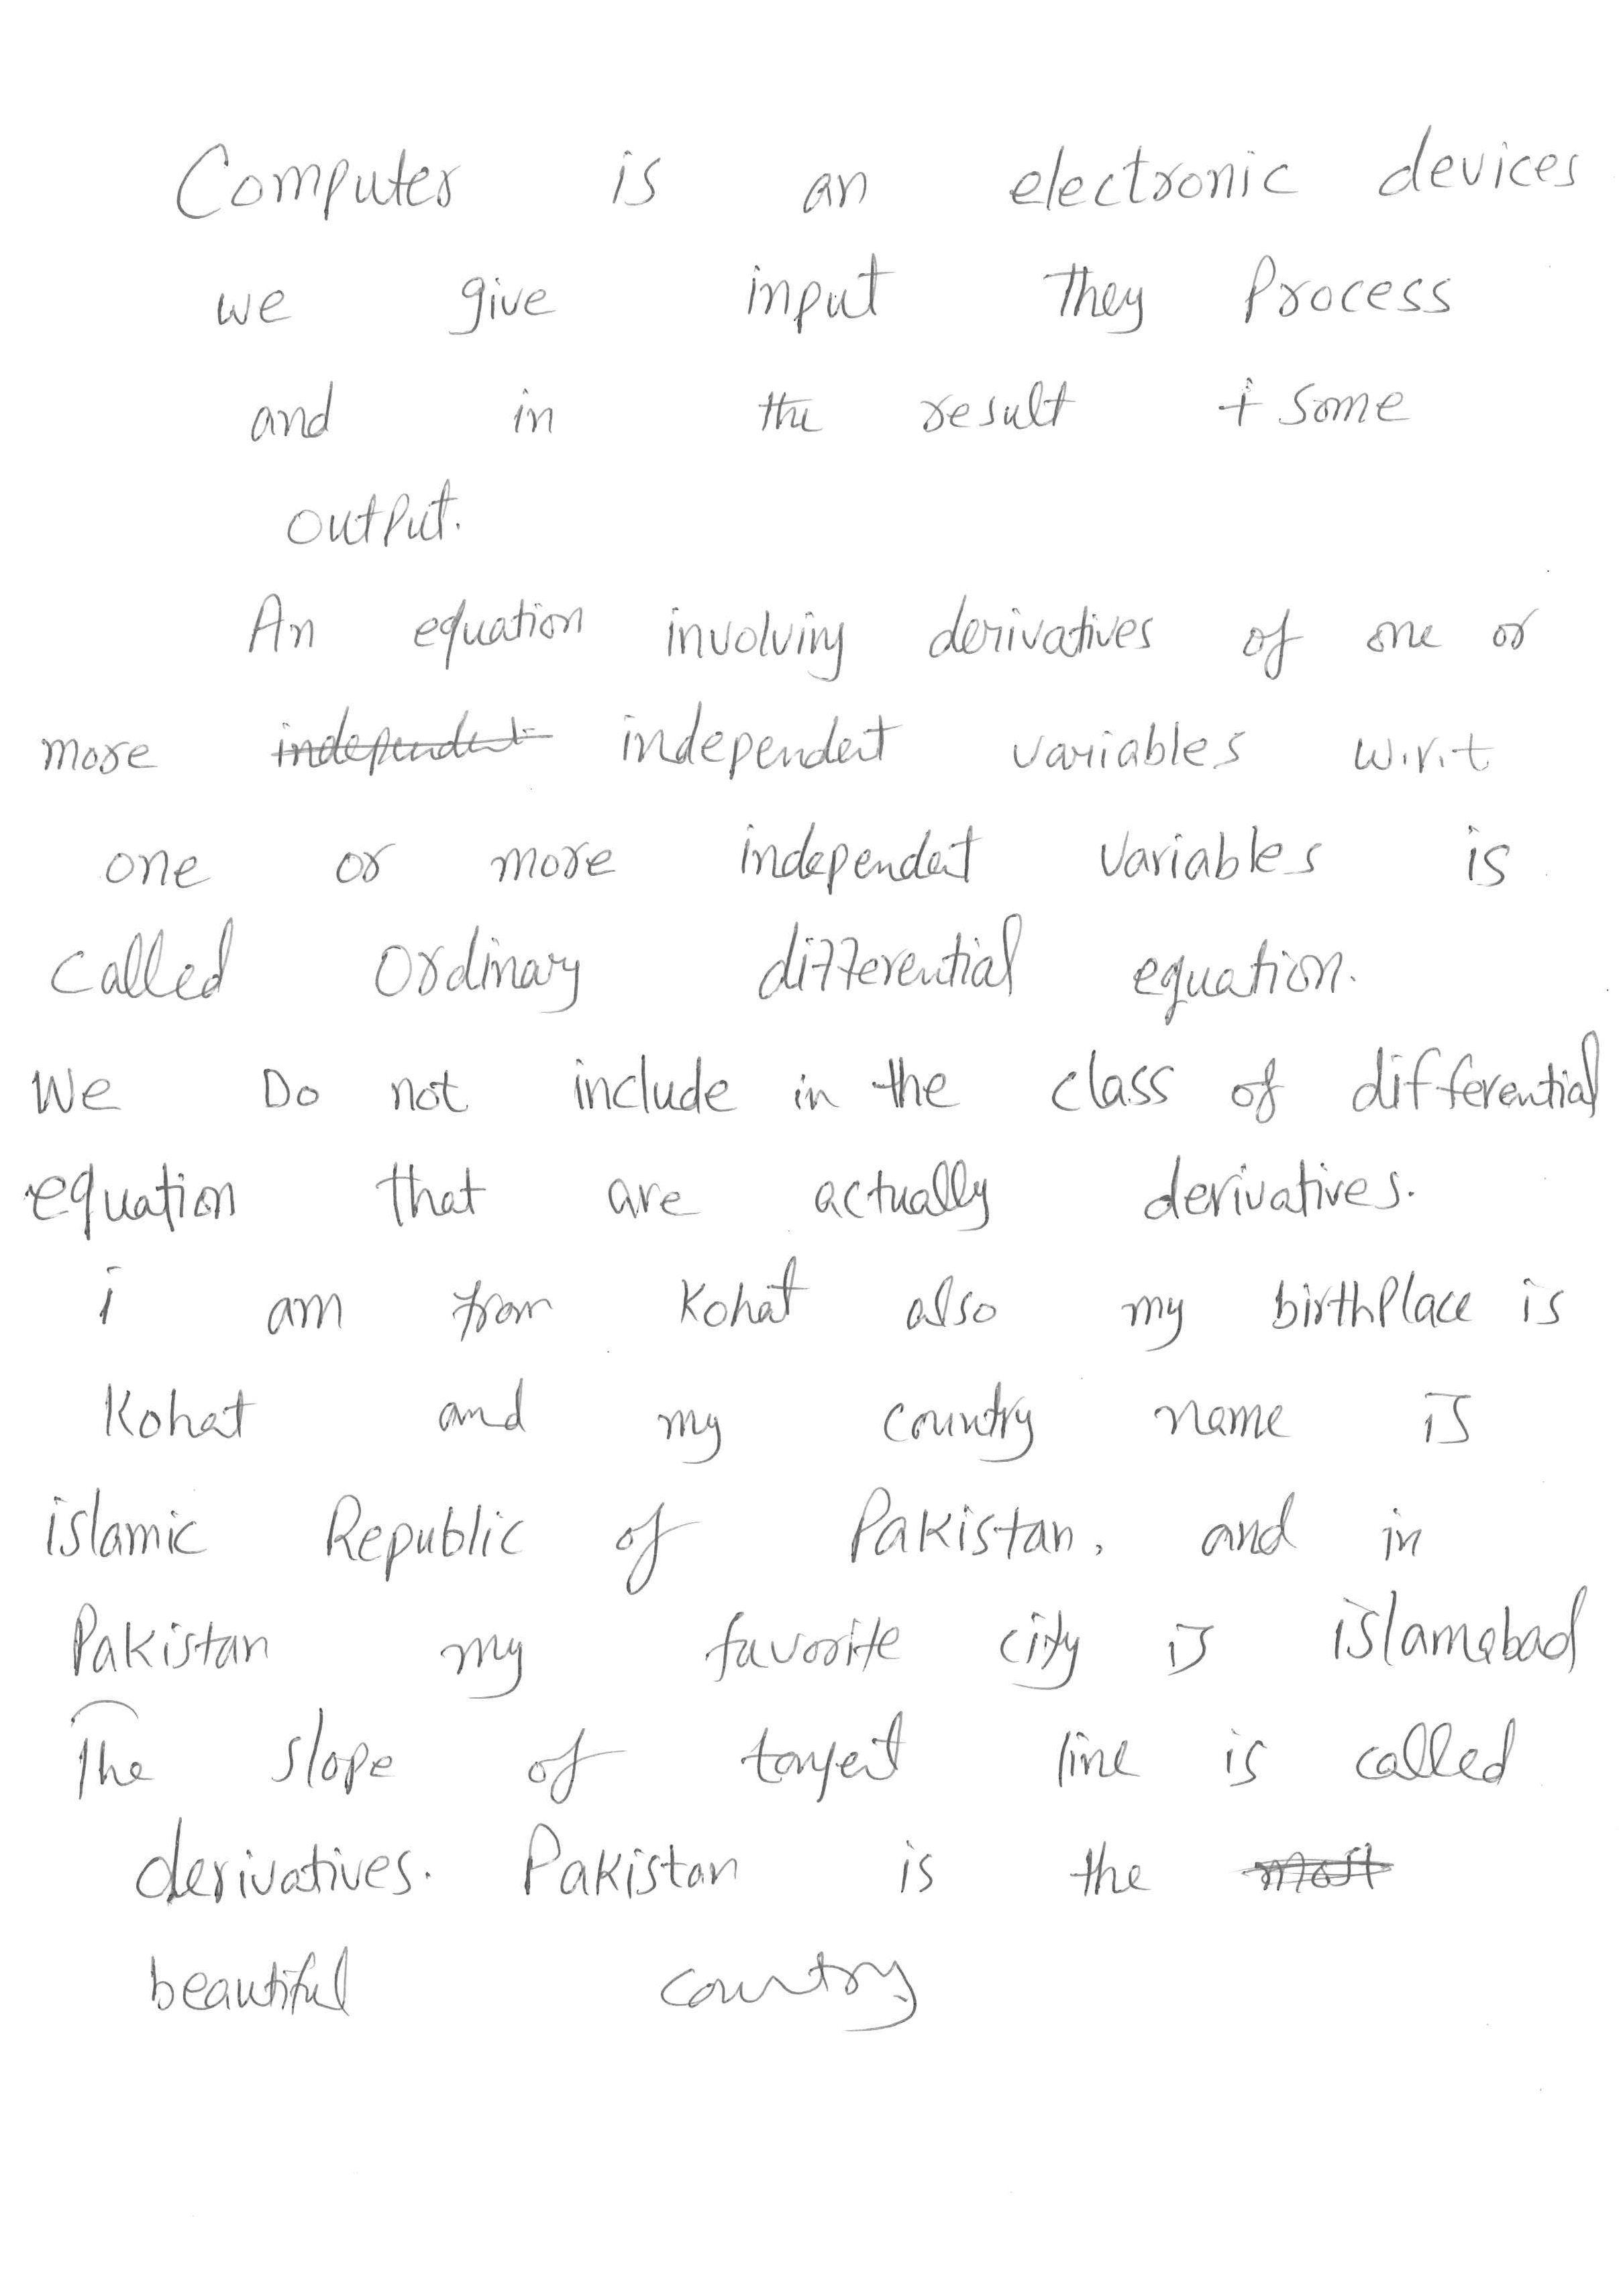 Computer is an electronic devices
we give input They Process
and in the result + Some
output.
An equation involving derivatives of one or
more ~~independent~~ independent variables w.r.t
one or more independent variables is
Called Ordinary differential equation.
We Do not include in the class of differential
equation that are actually derivatives.
i am from Kohat also my birthPlace is
Kohat and my country name is
islamic Republic of Pakistan, and in
Pakistan my favorite city is islamabad
The slope of tangent line is called
derivatives. Pakistan is the ~~most~~
beautiful country